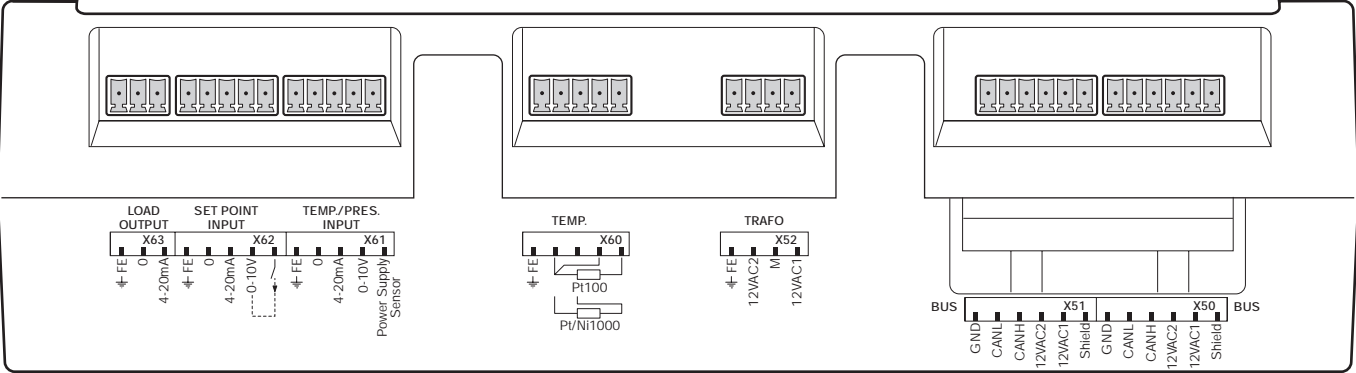 LOAD
OUTPUT
SET POINT
INPUT
TEMP./PRES.
INPUT
X63
X62
X61
FE
0
4-20mA
FE
0
4-20mA
0-10V
FE
0
4-20mA
0-10V
Power Supply
Sensor
TEMP.
X60
FE
Pt100
Pt/Ni1000
TRAFO
X52
FE
12VAC2
M
12VAC1
BUS
X51
X50
BUS
GND
CANL
CANH
12VAC2
12VAC1
Shield
GND
CANL
CANH
12VAC2
12VAC1
Shield